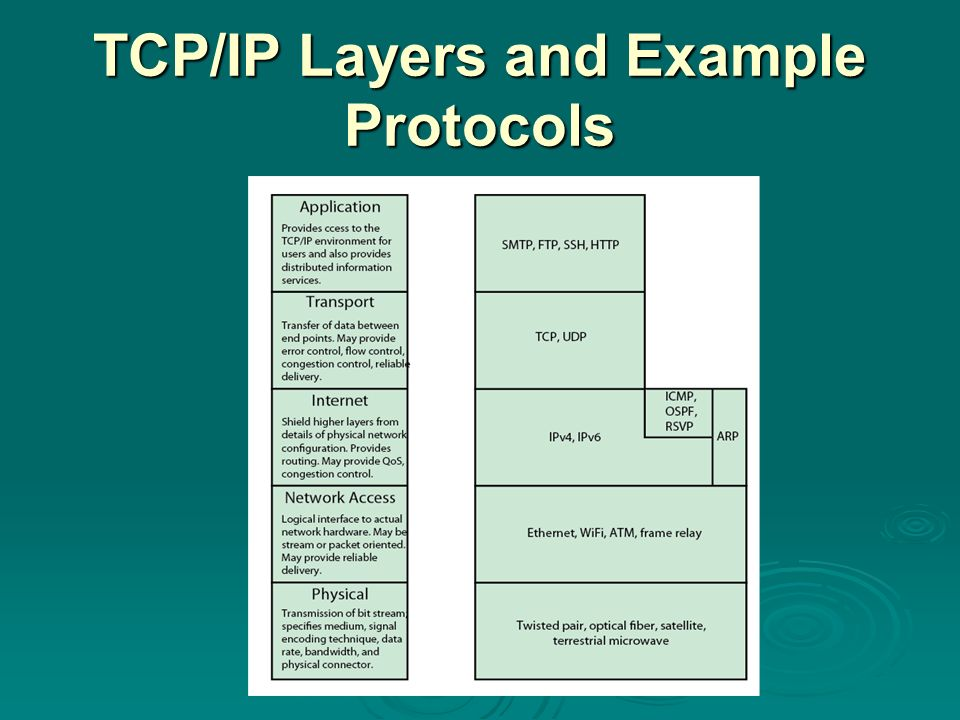 TCP/IP Layers and Example
Protocols
Application
Provides ccess to the
TCP/IP environment for
users and also provides
distributed information
services.
SMTP, FTP, SSH, HTTP
Transport
Transfer of data between
end points. May provide
error control, flow control,
congestion control, reliable
delivery.
TCP, UDP
Internet
Shield higher layers from
details of physical network
configuration. Provides
routing. May provide QoS,
congestion control.
IPv4, IPv6
ICMP,
OSPF,
RSVP
ARP
Network Access
Logical interface to actual
network hardware. May be
stream or packet oriented.
May provide reliable
delivery.
Ethernet, WiFi, ATM, frame relay
Physical
Transmission of bit stream;
specifies medium, signal
encoding technique, data
rate, bandwidth, and
physical connector.
Twisted pair, optical fiber, satellite,
terrestrial microwave